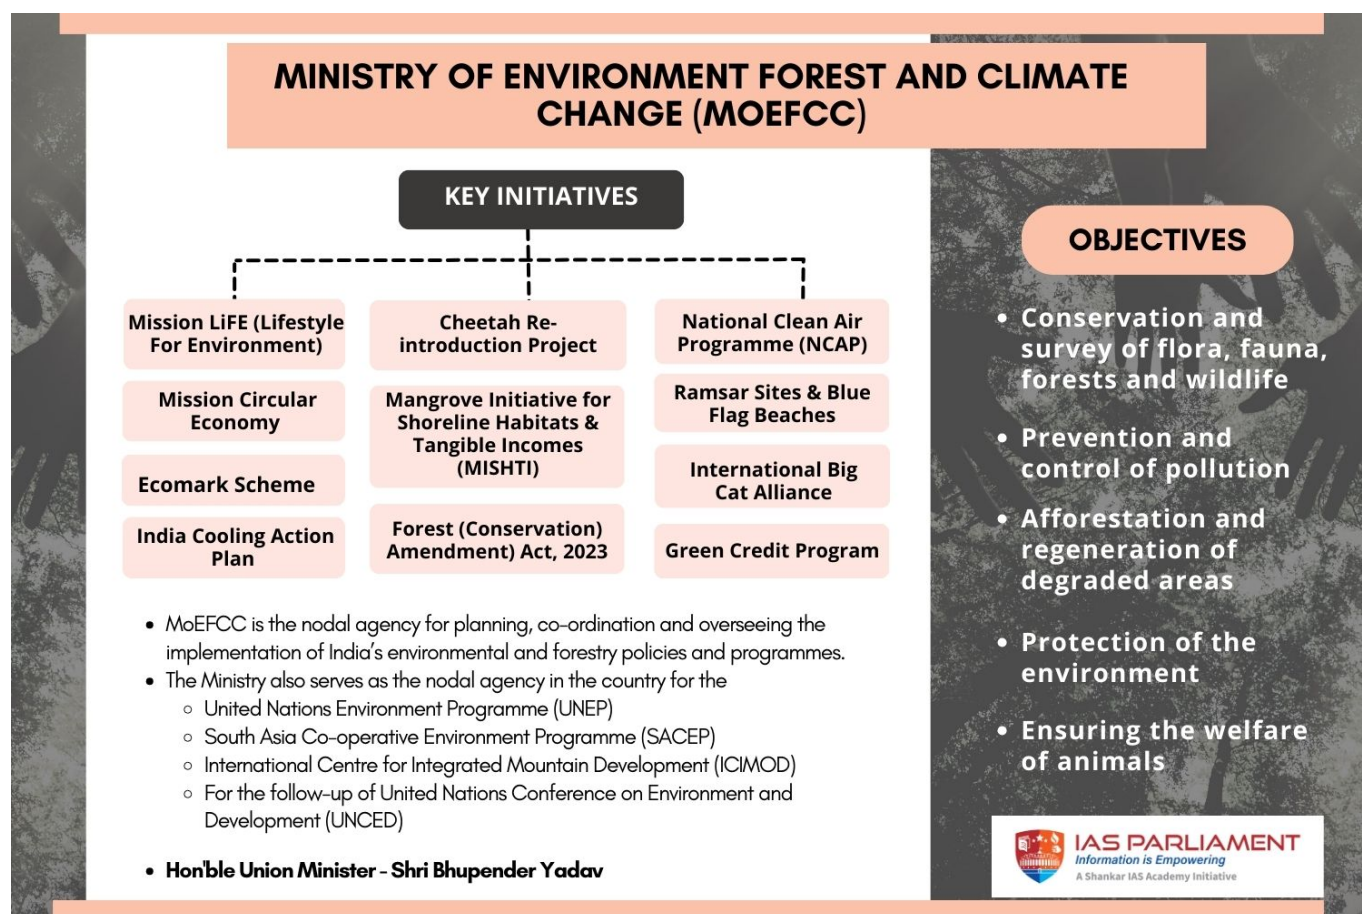 MINISTRY OF ENVIRONMENT FOREST AND CLIMATE
CHANGE (MOEFCC)
KEY INITIATIVES
Mission LiFE (Lifestyle
For Environment)
Mission Circular
Economy
Ecomark Scheme
India Cooling Action
Plan
Cheetah Re-
introduction Project
Mangrove Initiative for
Shoreline Habitats &
Tangible Incomes
(MISHTI)
Forest (Conservation)
Amendment) Act, 2023
National Clean Air
Programme (NCAP)
Ramsar Sites & Blue
Flag Beaches
International Big
Cat Alliance
Green Credit Program
• MoEFCC is the nodal agency for planning, co-ordination and overseeing the
implementation of India's environmental and forestry policies and programmes.
• The Ministry also serves as the nodal agency in the country for the
○ United Nations Environment Programme (UNEP)
○ South Asia Co-operative Environment Programme (SACEP)
○ International Centre for Integrated Mountain Development (ICIMOD)
○ For the follow-up of United Nations Conference on Environment and
Development (UNCED)
• Hon'ble Union Minister - Shri Bhupender Yadav
OBJECTIVES
• Conservation and
survey of flora, fauna,
forests and wildlife
• Prevention and
control of pollution
• Afforestation and
regeneration of
degraded areas
• Protection of the
environment
• Ensuring the welfare
of animals
IAS PARLIAMENT
Information is Empowering
A Shankar IAS Academy Initiative